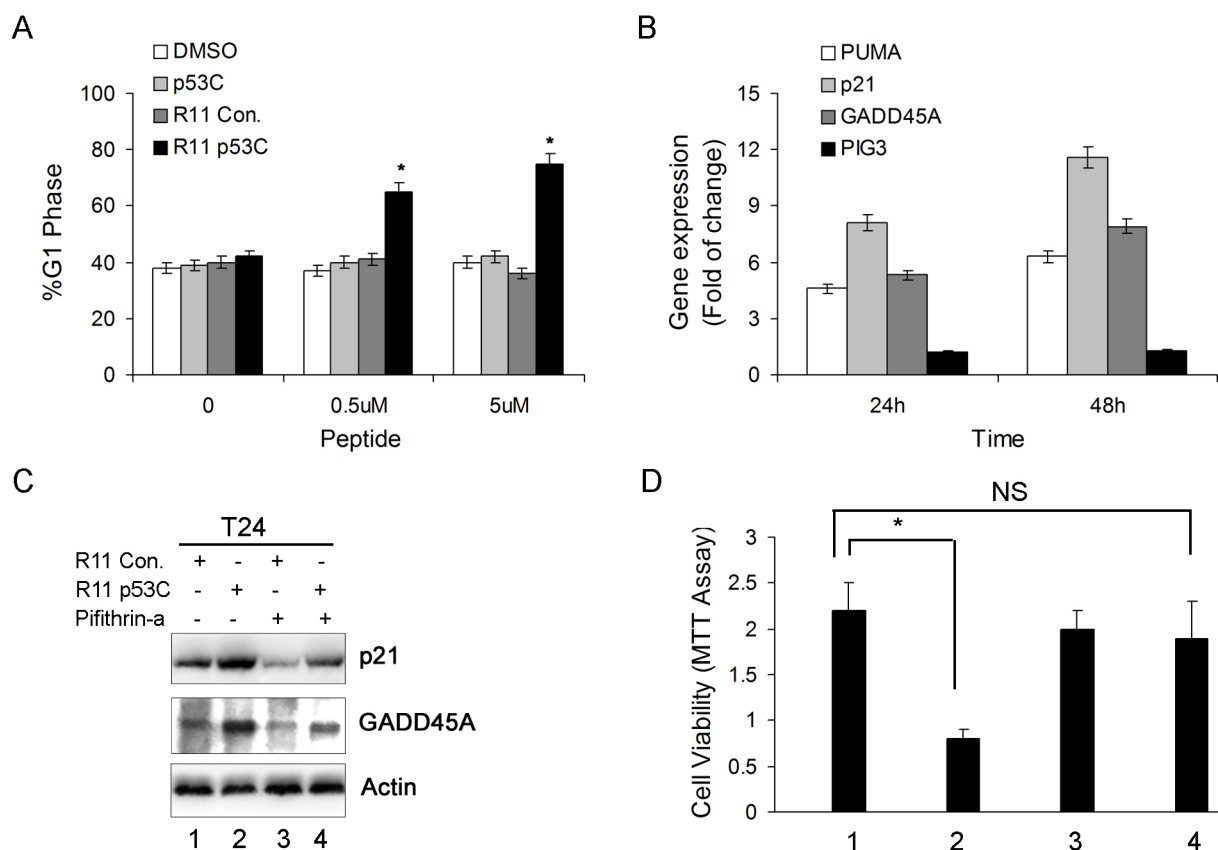 A
DMSO
p53C
R11 Con.
R11 p53C
100
80
60
40
20
0
%G1 Phase
*
*
0
0.5uM
5uM
Peptide
B
PUMA
p21
GADD45A
PIG3
15
12
9
6
3
0
Gene expression
(Fold of change)
24h
48h
Time
C
T24
R11 Con. + - + -
R11 p53C - + - +
Pifithrin-a - - + +
p21
GADD45A
Actin
1 2 3 4
D
NS
*
3
2.5
2
1.5
1
0.5
0
Cell Viability (MTT Assay)
1 2 3 4